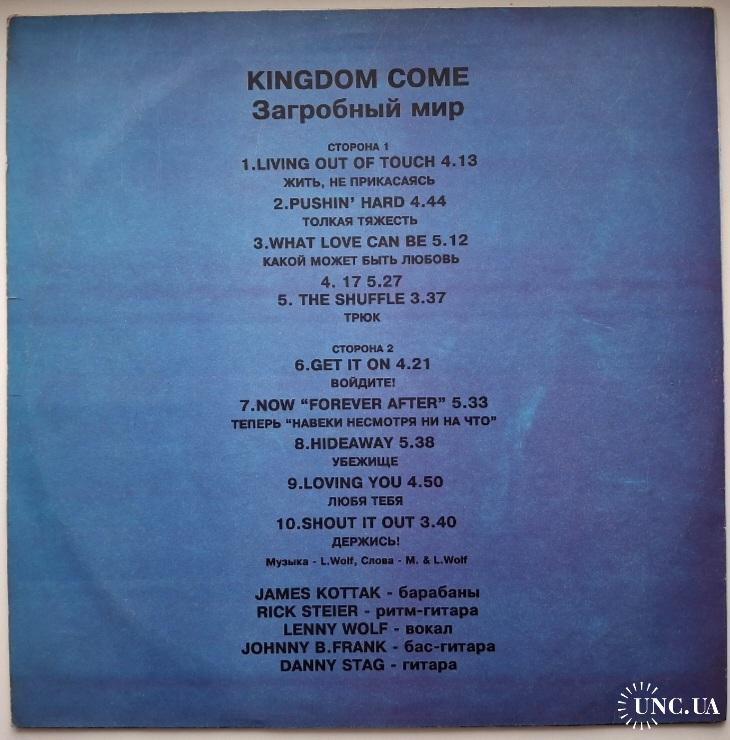 KINGDOM COME
Загробный мир
СТОРОНА 1
1.LIVING OUT OF TOUCH 4.13
ЖИТЬ, НЕ ПРИКАСАЯСЬ
2.PUSHIN' HARD 4.44
ТОЛКАЯ ТЯЖЕСТЬ
3.WHAT LOVE CAN BE 5.12
КАКОЙ МОЖЕТ БЫТЬ ЛЮБОВЬ
4. 17 5.27
5. THE SHUFFLE 3.37
ТРЮК
СТОРОНА 2
6.GET IT ON 4.21
ВОЙДИТЕ!
7.NOW “FOREVER AFTER” 5.33
ТЕПЕРЬ “НАВЕКИ НЕСМОТРЯ НИ НА ЧТО”
8.HIDEAWAY 5.38
УБЕЖИЩЕ
9.LOVING YOU 4.50
ЛЮБЯ ТЕБЯ
10.SHOUT IT OUT 3.40
ДЕРЖИСЬ!
Музыка - L.Wolf, Слова - M. & L.Wolf
JAMES KOTTAK - барабаны
RICK STEIER - ритм-гитара
LENNY WOLF - вокал
JOHNNY B.FRANK - бас-гитара
DANNY STAG - гитара
UNC.UA